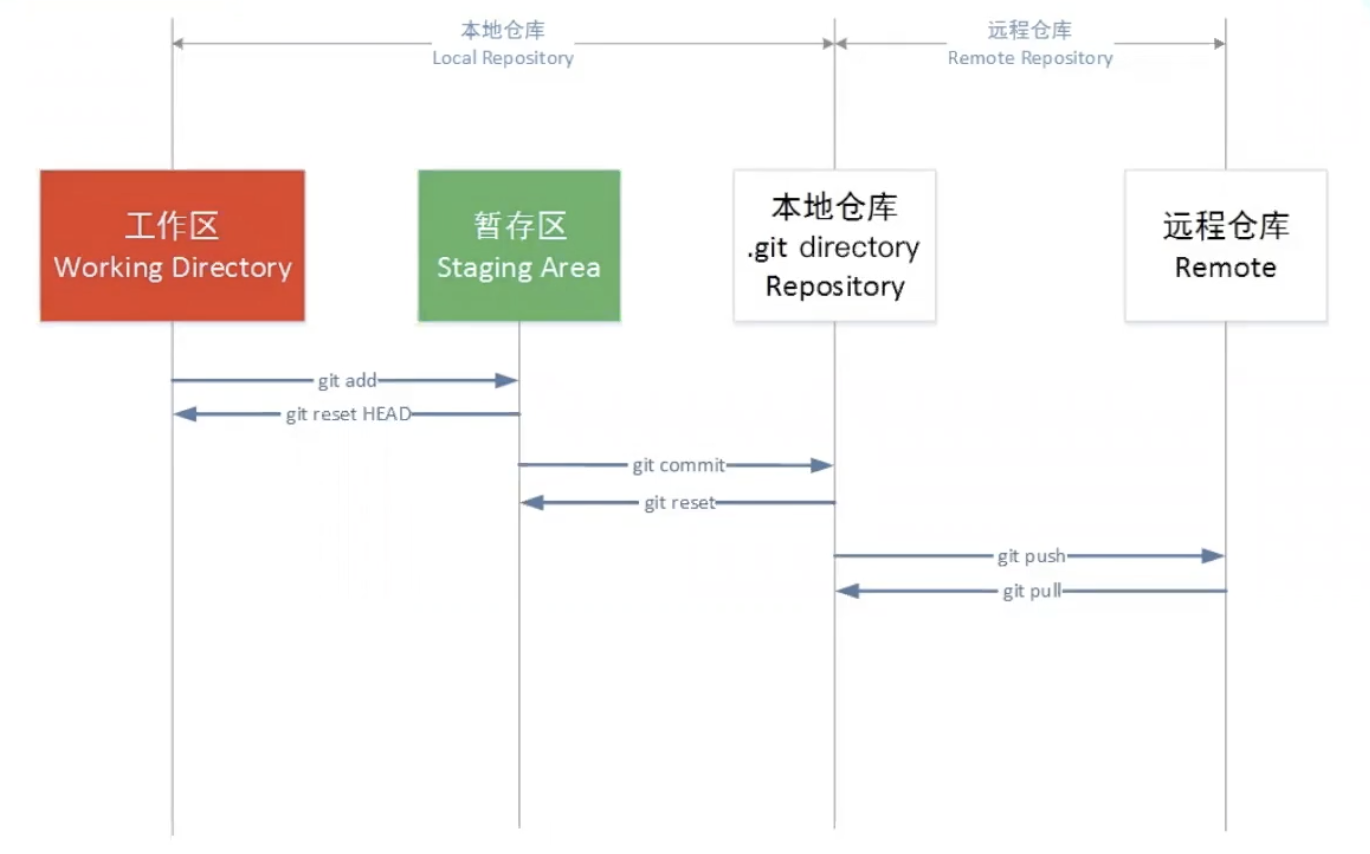 本地仓库
Local Repository
远程仓库
Remote Repository
工作区
Working Directory
暂存区
Staging Area
本地仓库
.git directory
Repository
远程仓库
Remote
git add
git reset HEAD
git commit
git reset
git push
git pull